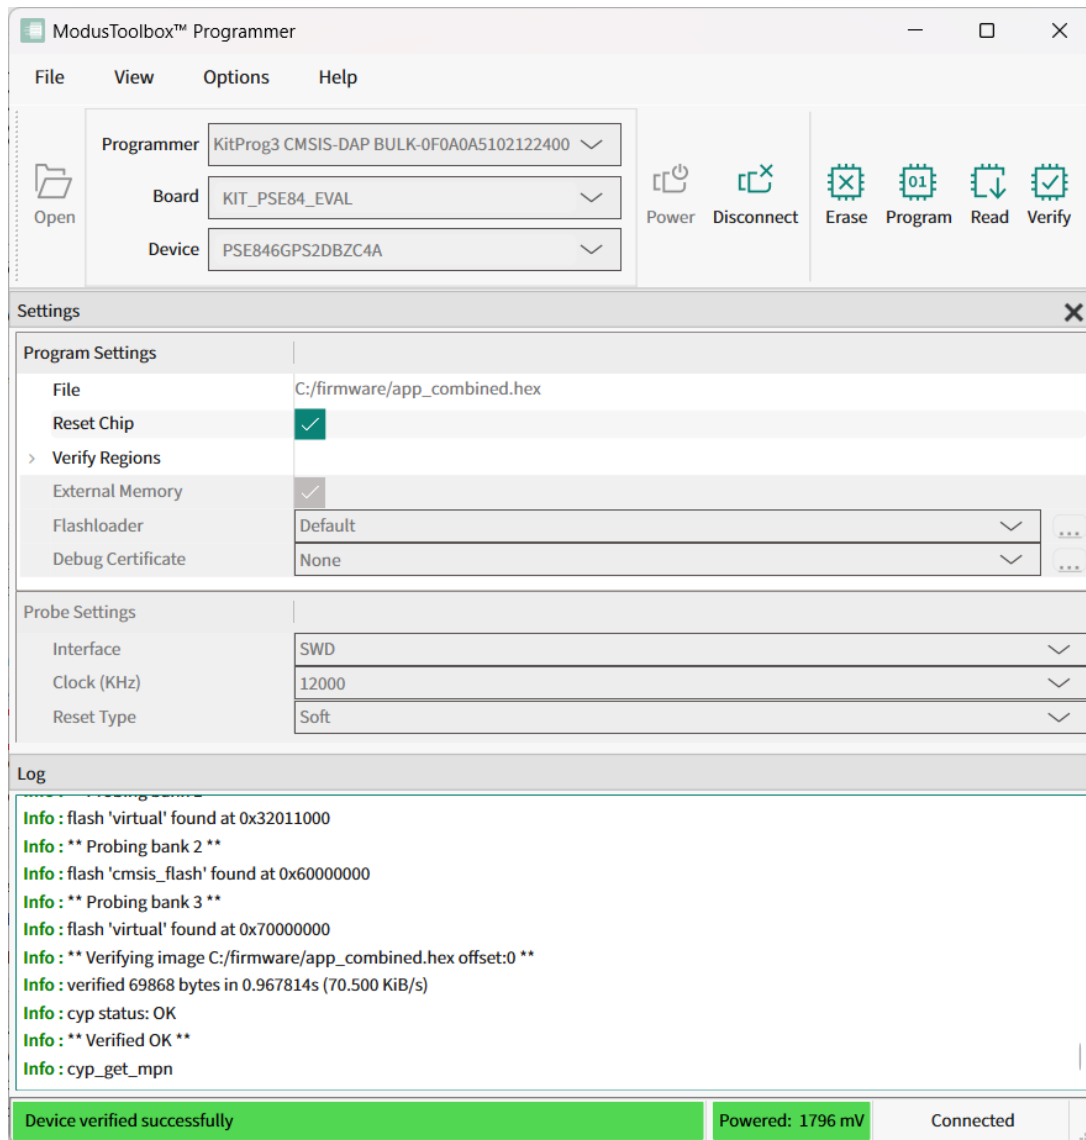 ModusToolbox™ Programmer
File View Options Help
Open
Programmer KitProg3 CMSIS-DAP BULK-0F0A0A5102122400
Board KIT_PSE84_EVAL
Device PSE846GPS2DBZC4A
Power Disconnect Erase Program Read Verify
Settings
Program Settings
File C:/firmware/app_combined.hex
Reset Chip
Verify Regions
External Memory
Flashloader Default ...
Debug Certificate None ...
Probe Settings
Interface SWD
Clock (KHz) 12000
Reset Type Soft
Log
Info : flash 'virtual' found at 0x32011000
Info : ** Probing bank 2 **
Info : flash 'cmsis_flash' found at 0x60000000
Info : ** Probing bank 3 **
Info : flash 'virtual' found at 0x70000000
Info : ** Verifying image C:/firmware/app_combined.hex offset:0 **
Info : verified 69868 bytes in 0.967814s (70.500 KiB/s)
Info : cyp status: OK
Info : ** Verified OK **
Info : cyp_get_mpn
Device verified successfully Powered: 1796 mV Connected